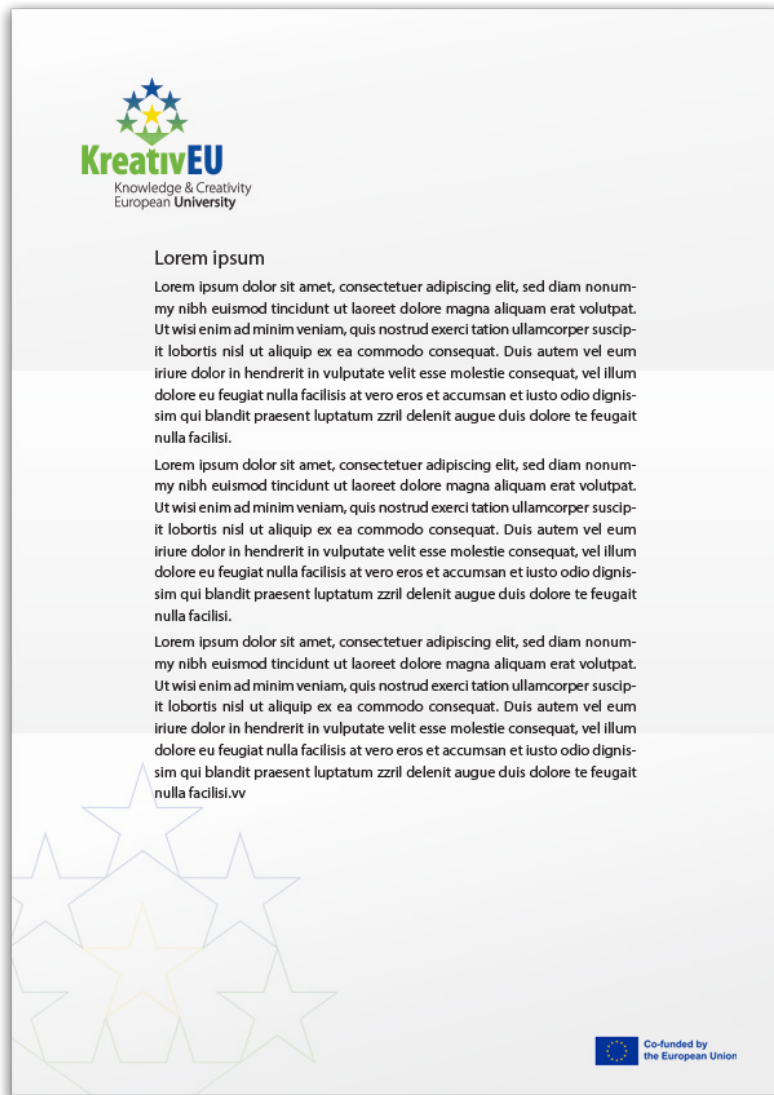 KreativEU
Knowledge & Creativity
European University
Lorem ipsum
Lorem ipsum dolor sit amet, consectetuer adipiscing elit, sed diam nonum-
my nibh euismod tincidunt ut laoreet dolore magna aliquam erat volutpat.
Ut wisi enim ad minim veniam, quis nostrud exerci tation ullamcorper suscip-
it lobortis nisl ut aliquip ex ea commodo consequat. Duis autem vel eum
iriure dolor in hendrerit in vulputate velit esse molestie consequat, vel illum
dolore eu feugiat nulla facilisis at vero eros et accumsan et iusto odio dignis-
sim qui blandit praesent luptatum zzril delenit augue duis dolore te feugait
nulla facilisi.
Lorem ipsum dolor sit amet, consectetuer adipiscing elit, sed diam nonum-
my nibh euismod tincidunt ut laoreet dolore magna aliquam erat volutpat.
Ut wisi enim ad minim veniam, quis nostrud exerci tation ullamcorper suscip-
it lobortis nisl ut aliquip ex ea commodo consequat. Duis autem vel eum
iriure dolor in hendrerit in vulputate velit esse molestie consequat, vel illum
dolore eu feugiat nulla facilisis at vero eros et accumsan et iusto odio dignis-
sim qui blandit praesent luptatum zzril delenit augue duis dolore te feugait
nulla facilisi.
Lorem ipsum dolor sit amet, consectetuer adipiscing elit, sed diam nonum-
my nibh euismod tincidunt ut laoreet dolore magna aliquam erat volutpat.
Ut wisi enim ad minim veniam, quis nostrud exerci tation ullamcorper suscip-
it lobortis nisl ut aliquip ex ea commodo consequat. Duis autem vel eum
iriure dolor in hendrerit in vulputate velit esse molestie consequat, vel illum
dolore eu feugiat nulla facilisis at vero eros et accumsan et iusto odio dignis-
sim qui blandit praesent luptatum zzril delenit augue duis dolore te feugait
nulla facilisi.vv
Co-funded by
the European Union